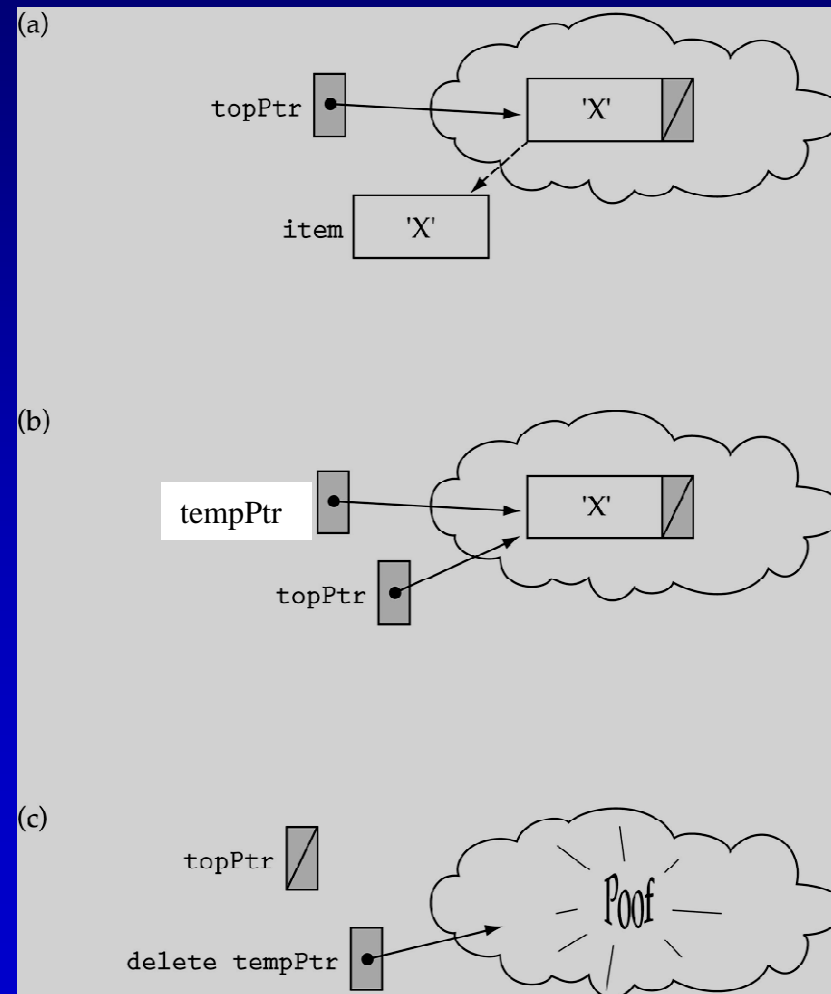 (a)
topPtr
'X'
item
'X'
(b)
tempPtr
'X'
topPtr
(c)
topPtr
Poof
delete tempPtr